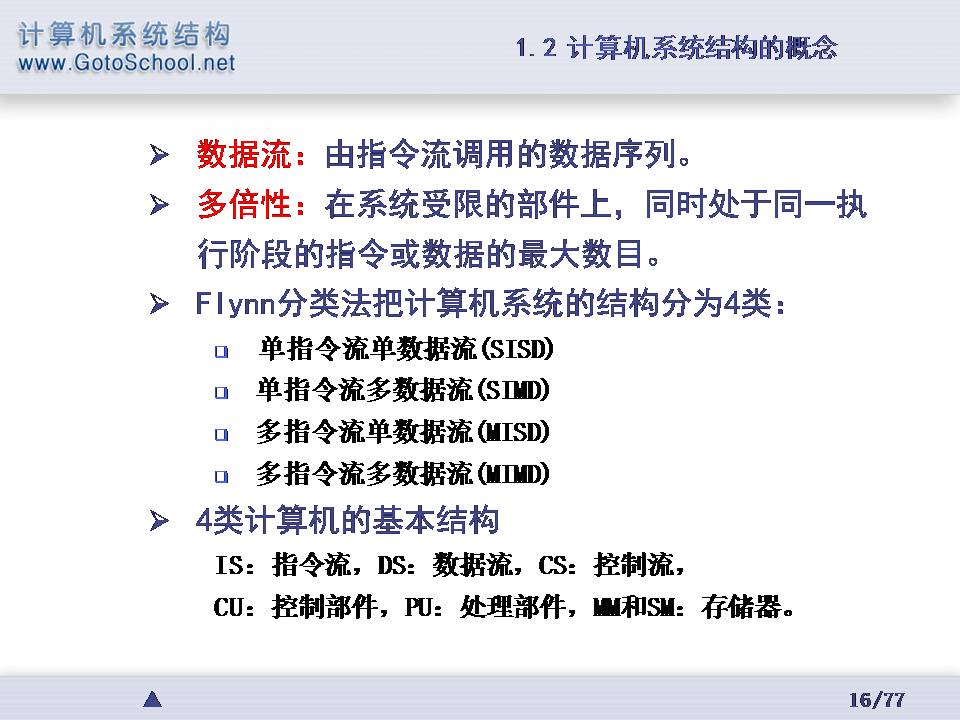 计算机系统结构
www.GotoSchool.net
1.2 计算机系统结构的概念
数据流：由指令流调用的数据序列。
多倍性：在系统受限的部件上，同时处于同一执
行阶段的指令或数据的最大数目。
Flynn分类法把计算机系统的结构分为4类：
单指令流单数据流(SISD)
单指令流多数据流(SIMD)
多指令流单数据流(MISD)
多指令流多数据流(MIMD)
4类计算机的基本结构
IS：指令流，DS：数据流，CS：控制流，
CU：控制部件，PU：处理部件，MM和SM：存储器。
16/77